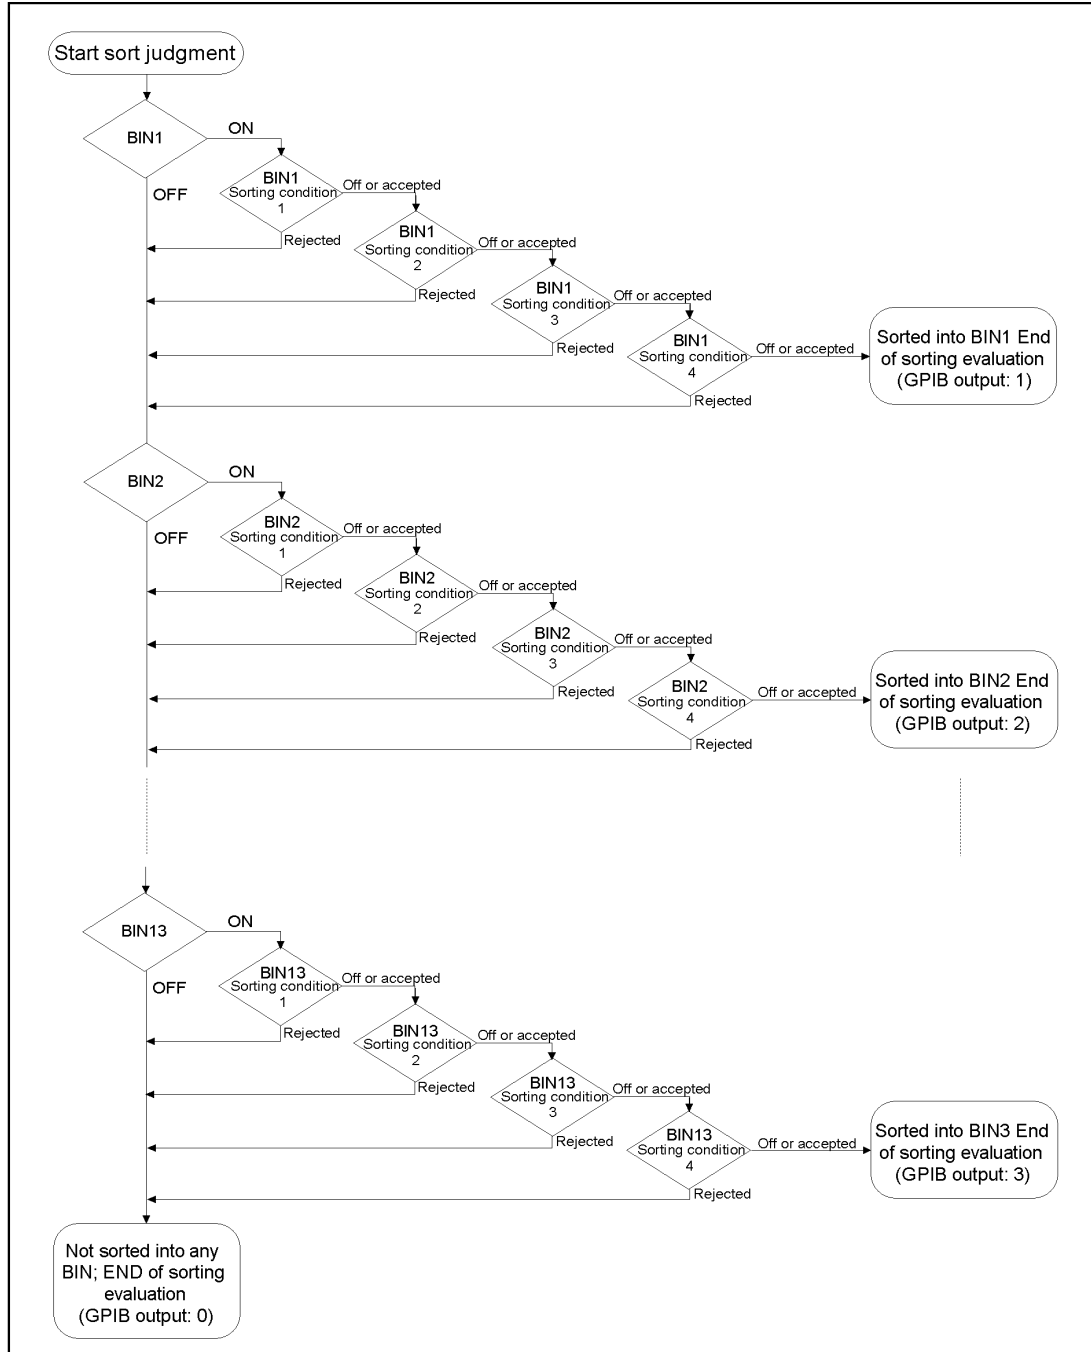 Start sort judgment
BIN1
ON
OFF
BIN1
Sorting condition
1
Off or accepted
Rejected
BIN1
Sorting condition
2
Off or accepted
Rejected
BIN1
Sorting condition
3
Off or accepted
Rejected
BIN1
Sorting condition
4
Off or accepted
Rejected
Sorted into BIN1 End
of sorting evaluation
(GPIB output: 1)
BIN2
ON
OFF
BIN2
Sorting condition
1
Off or accepted
Rejected
BIN2
Sorting condition
2
Off or accepted
Rejected
BIN2
Sorting condition
3
Off or accepted
Rejected
BIN2
Sorting condition
4
Off or accepted
Rejected
Sorted into BIN2 End
of sorting evaluation
(GPIB output: 2)
BIN13
ON
OFF
BIN13
Sorting condition
1
Off or accepted
Rejected
BIN13
Sorting condition
2
Off or accepted
Rejected
BIN13
Sorting condition
3
Off or accepted
Rejected
BIN13
Sorting condition
4
Off or accepted
Rejected
Sorted into BIN3 End
of sorting evaluation
(GPIB output: 3)
Not sorted into any
BIN; END of sorting
evaluation
(GPIB output: 0)